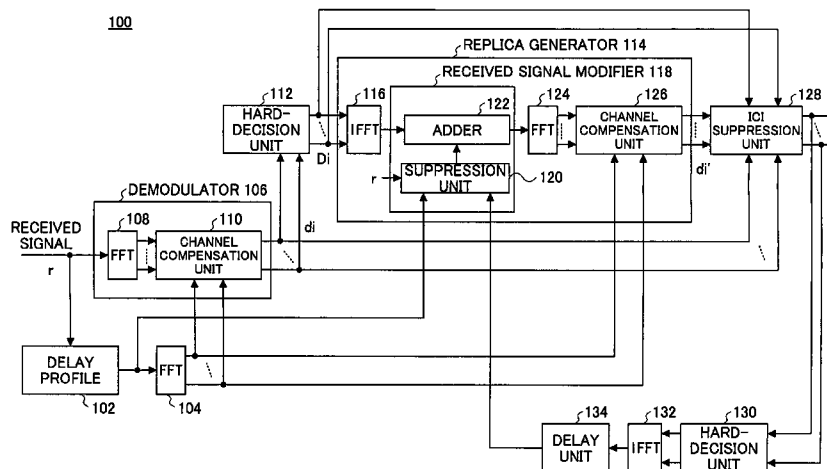 100
REPLICA GENERATOR 114
RECEIVED SIGNAL MODIFIER 118
112
HARD-
DECISION
UNIT
116
IFFT
122
ADDER
124
FFT
126
CHANNEL
COMPENSATION
UNIT
128
ICI
SUPPRESSION
UNIT
Di
r
SUPPRESSION
UNIT
120
di'
DEMODULATOR 106
RECEIVED
SIGNAL
r
108
FFT
110
CHANNEL
COMPENSATION
UNIT
di
DELAY
PROFILE
102
FFT
104
134
DELAY
UNIT
132
IFFT
130
HARD-
DECISION
UNIT